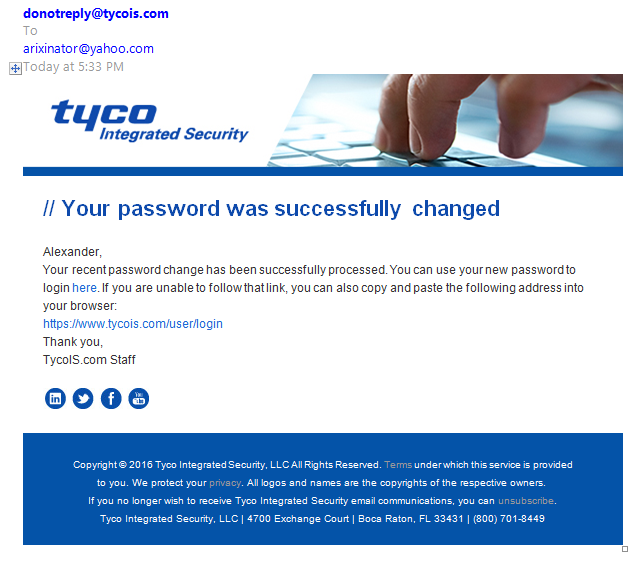 donotreply@tycois.com
To
arixinator@yahoo.com
Today at 5:33 PM
tyco
Integrated Security
// Your password was successfully changed
Alexander,
Your recent password change has been successfully processed. You can use your new password to
login here. If you are unable to follow that link, you can also copy and paste the following address into
your browser:
https://www.tycois.com/user/login
Thank you,
TycoIS.com Staff
in f You Tube
Copyright © 2016 Tyco Integrated Security, LLC All Rights Reserved. Terms under which this service is provided
to you. We protect your privacy. All logos and names are the copyrights of the respective owners.
If you no longer wish to receive Tyco Integrated Security email communications, you can unsubscribe.
Tyco Integrated Security, LLC | 4700 Exchange Court | Boca Raton, FL 33431 | (800) 701-8449